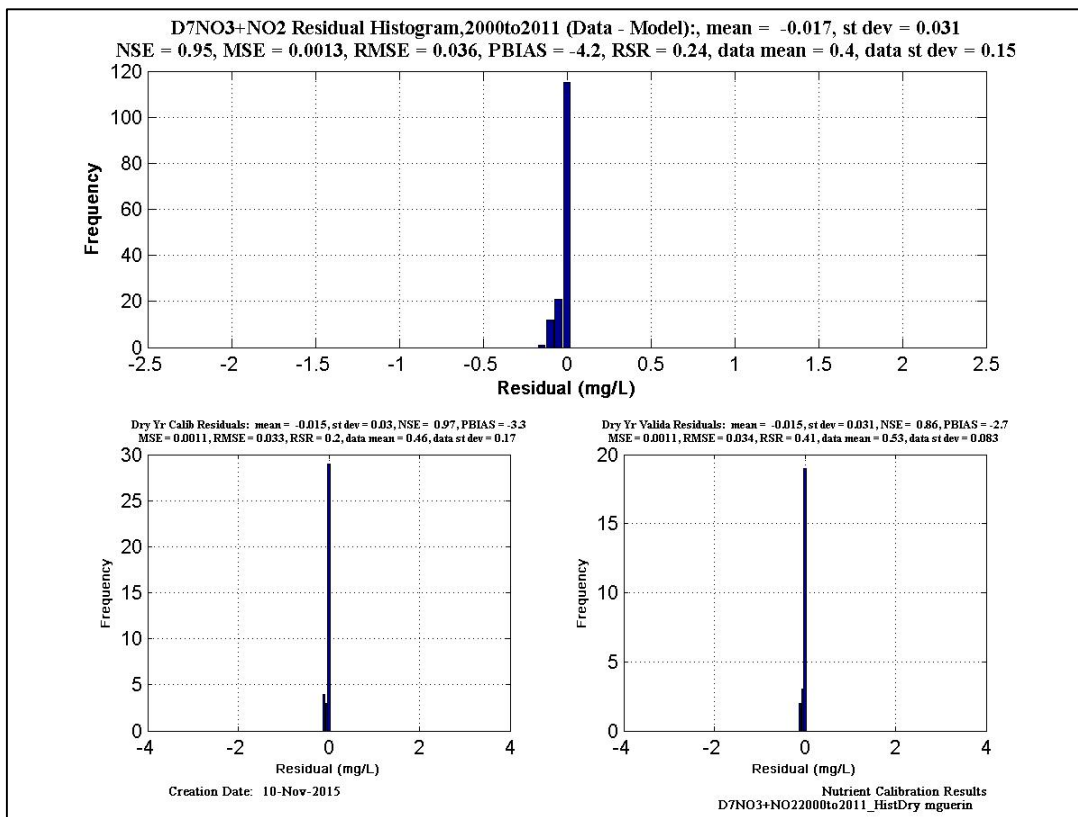 D7NO3+NO2 Residual Histogram,2000to2011 (Data - Model):, mean =  -0.017, st dev = 0.031
NSE = 0.95, MSE = 0.0013, RMSE = 0.036, PBIAS = -4.2, RSR = 0.24, data mean = 0.4, data st dev = 0.15
120
100
80
60
40
20
0
Frequency
-2.5 -2 -1.5 -1 -0.5 0 0.5 1 1.5 2 2.5
Residual (mg/L)
Dry Yr Calib Residuals:  mean =  -0.015, st dev = 0.03, NSE =  0.97, PBIAS = -3.3
MSE = 0.0011, RMSE = 0.033, RSR = 0.2, data mean = 0.46, data st dev = 0.17
30
25
20
15
10
5
0
Frequency
-4 -2 0 2 4
Residual (mg/L)
Dry Yr Valida Residuals:  mean =  -0.015, st dev = 0.031, NSE =  0.86, PBIAS = -2.7
MSE = 0.0011, RMSE = 0.034, RSR = 0.41, data mean = 0.53, data st dev = 0.083
20
15
10
5
0
Frequency
-4 -2 0 2 4
Residual (mg/L)
Creation Date:  10-Nov-2015
Nutrient Calibration Results
D7NO3+NO22000to2011_HistDry mguerin